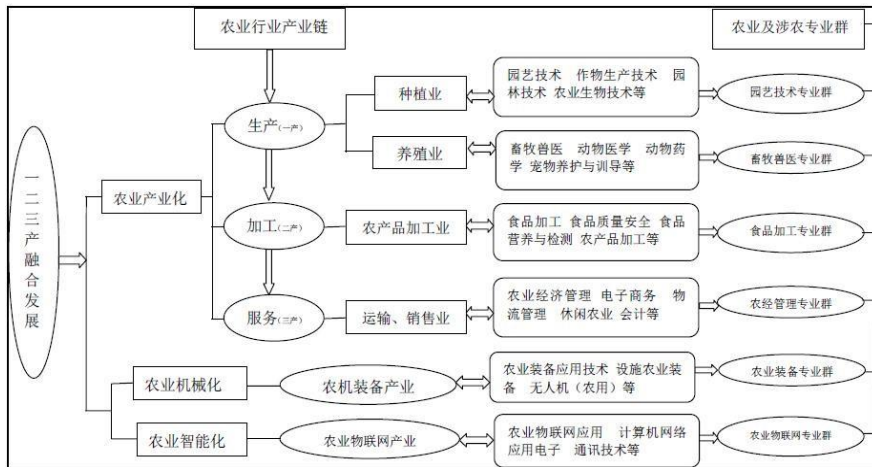 农业行业产业链
农业及涉农专业群
种植业
园艺技术 作物生产技术 园
林技术 农业生物技术等
园艺技术专业群
生产(一产)
养殖业
畜牧兽医 动物医学 动物药
学 宠物养护与训导等
畜牧兽医专业群
一二三产融合发展
农业产业化
加工(二产)
农产品加工业
食品加工 食品质量安全 食品
营养与检测 农产品加工等
食品加工专业群
服务(三产)
运输、销售业
农业经济管理 电子商务 物
流管理 休闲农业 会计等
农经管理专业群
农业机械化
农机装备产业
农业装备应用技术 设施农业装
备 无人机（农用）等
农业装备专业群
农业智能化
农业物联网产业
农业物联网应用 计算机网络
应用电子 通讯技术等
农业物联网专业群